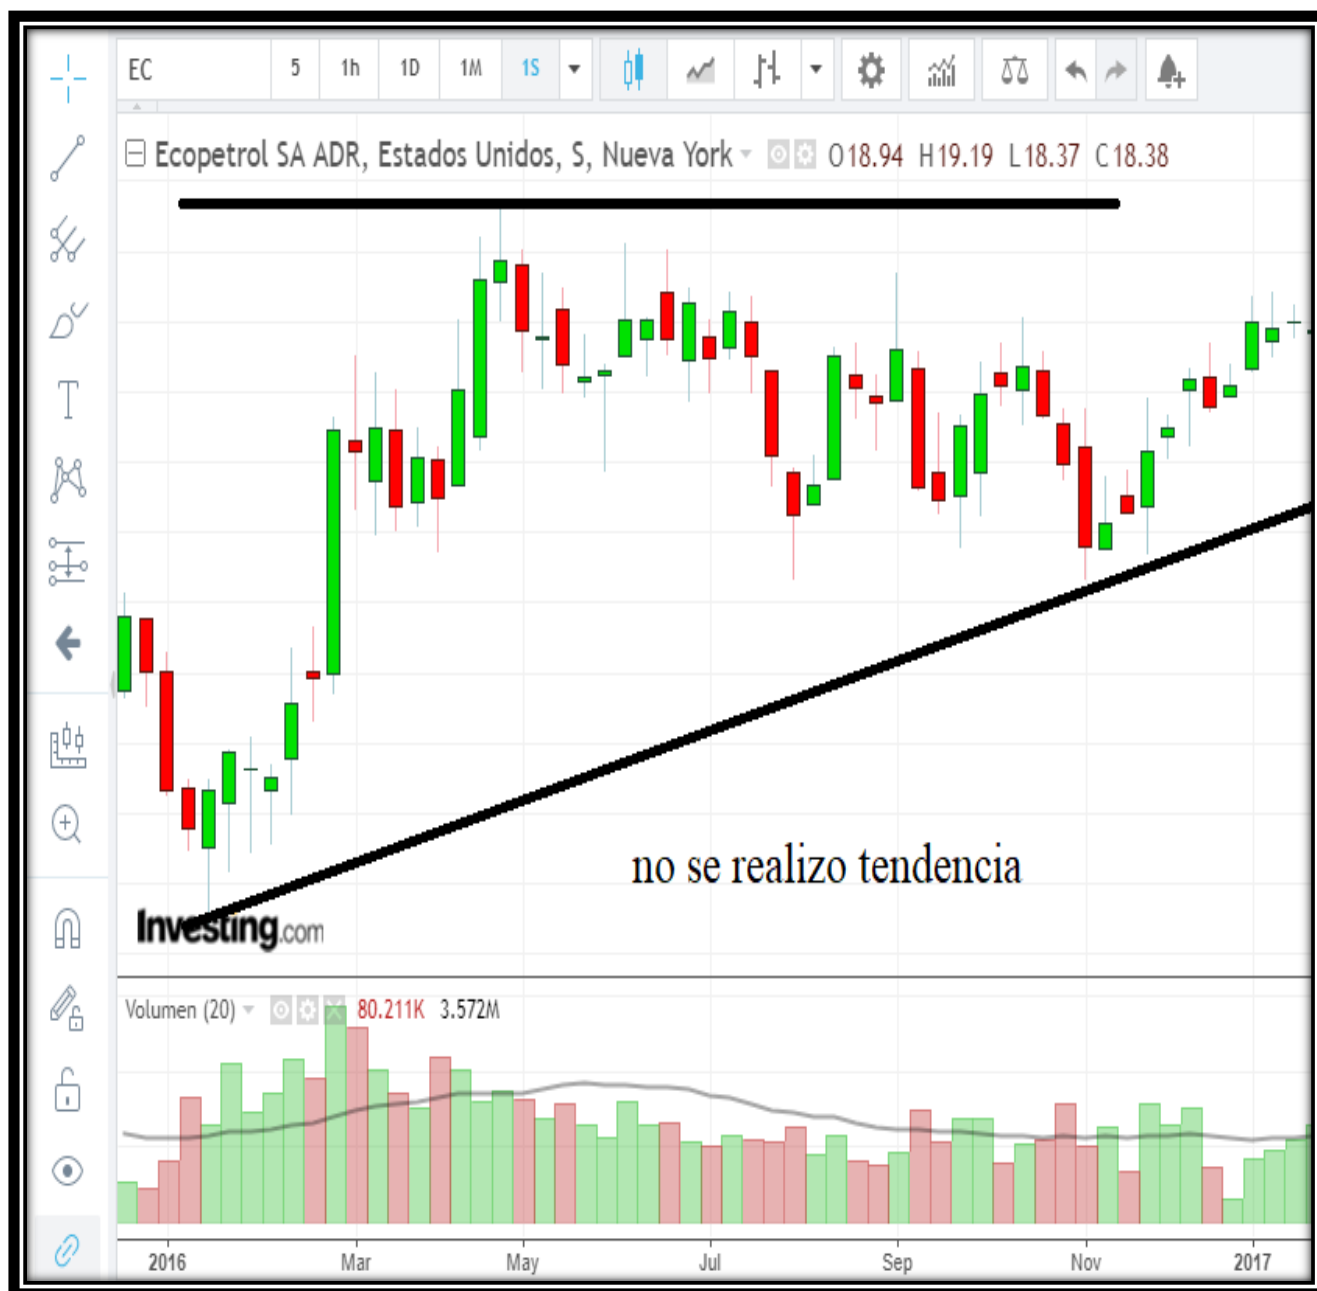 EC 5 1h 1D 1M 1S
Ecopetrol SA ADR, Estados Unidos, S, Nueva York O18.94 H19.19 L18.37 C18.38
T
no se realizo tendencia
Investing.com
Volumen (20) 80.211K 3.572M
2016 Mar May Jul Sep Nov 2017